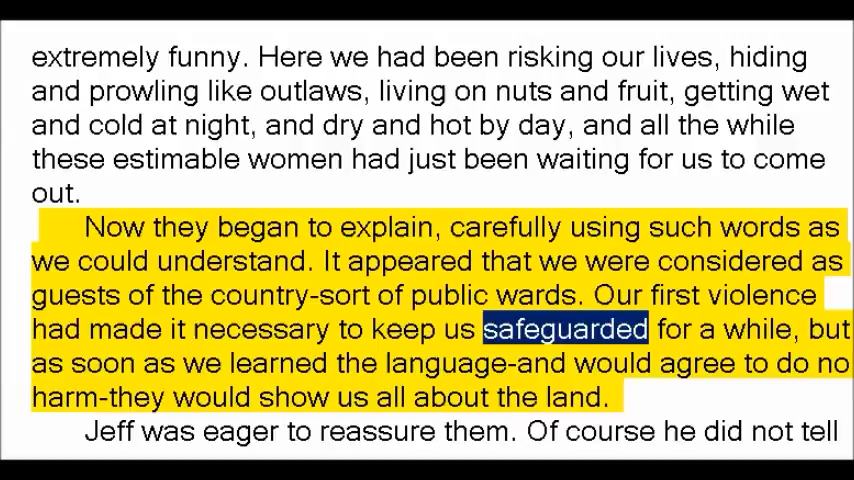 extremely funny. Here we had been risking our lives, hiding
and prowling like outlaws, living on nuts and fruit, getting wet
and cold at night, and dry and hot by day, and all the while
these estimable women had just been waiting for us to come
out.
Now they began to explain, carefully using such words as
we could understand. It appeared that we were considered as
guests of the country-sort of public wards. Our first violence
had made it necessary to keep us safeguarded for a while, but
as soon as we learned the language-and would agree to do no
harm-they would show us all about the land.
Jeff was eager to reassure them. Of course he did not tell